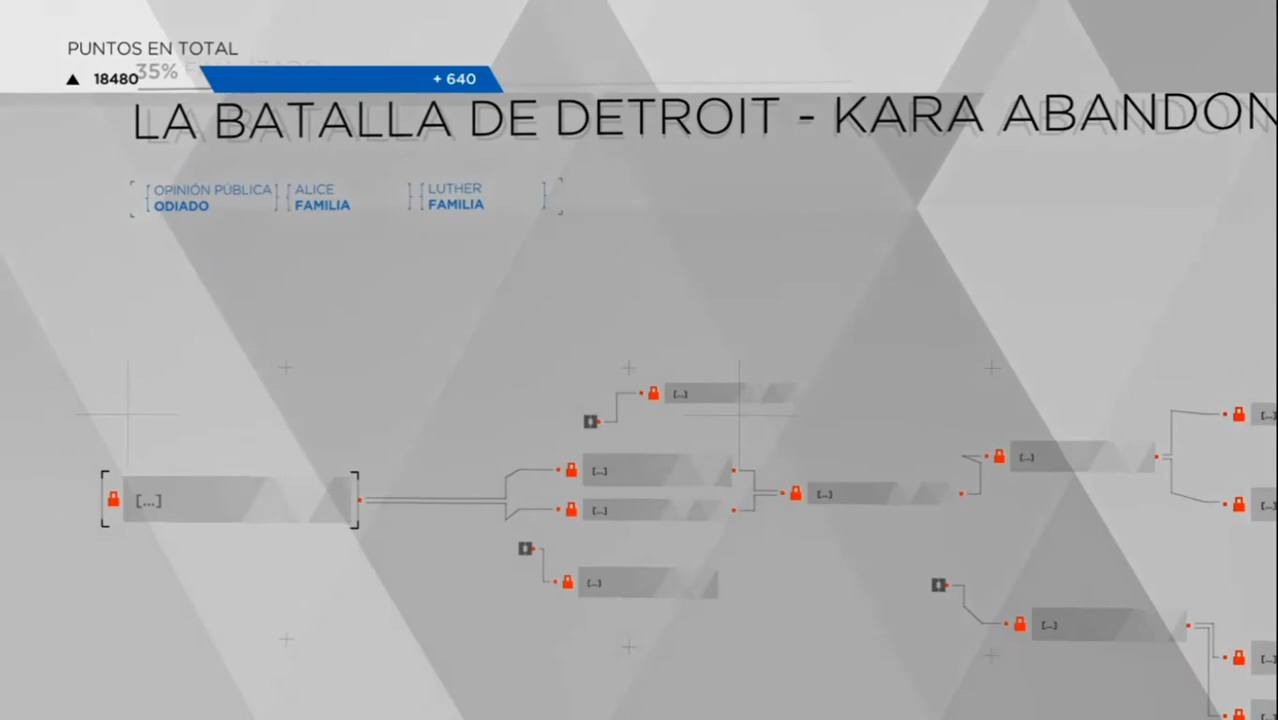 PUNTOS EN TOTAL
▲ 18480 35% + 640
LA BATALLA DE DETROIT - KARA ABANDON
OPINIÓN PÚBLICA ALICE LUTHER
ODIADO FAMILIA FAMILIA
[...]
[...]
[...]
[...]
[...]
[...]
[...]
[...]